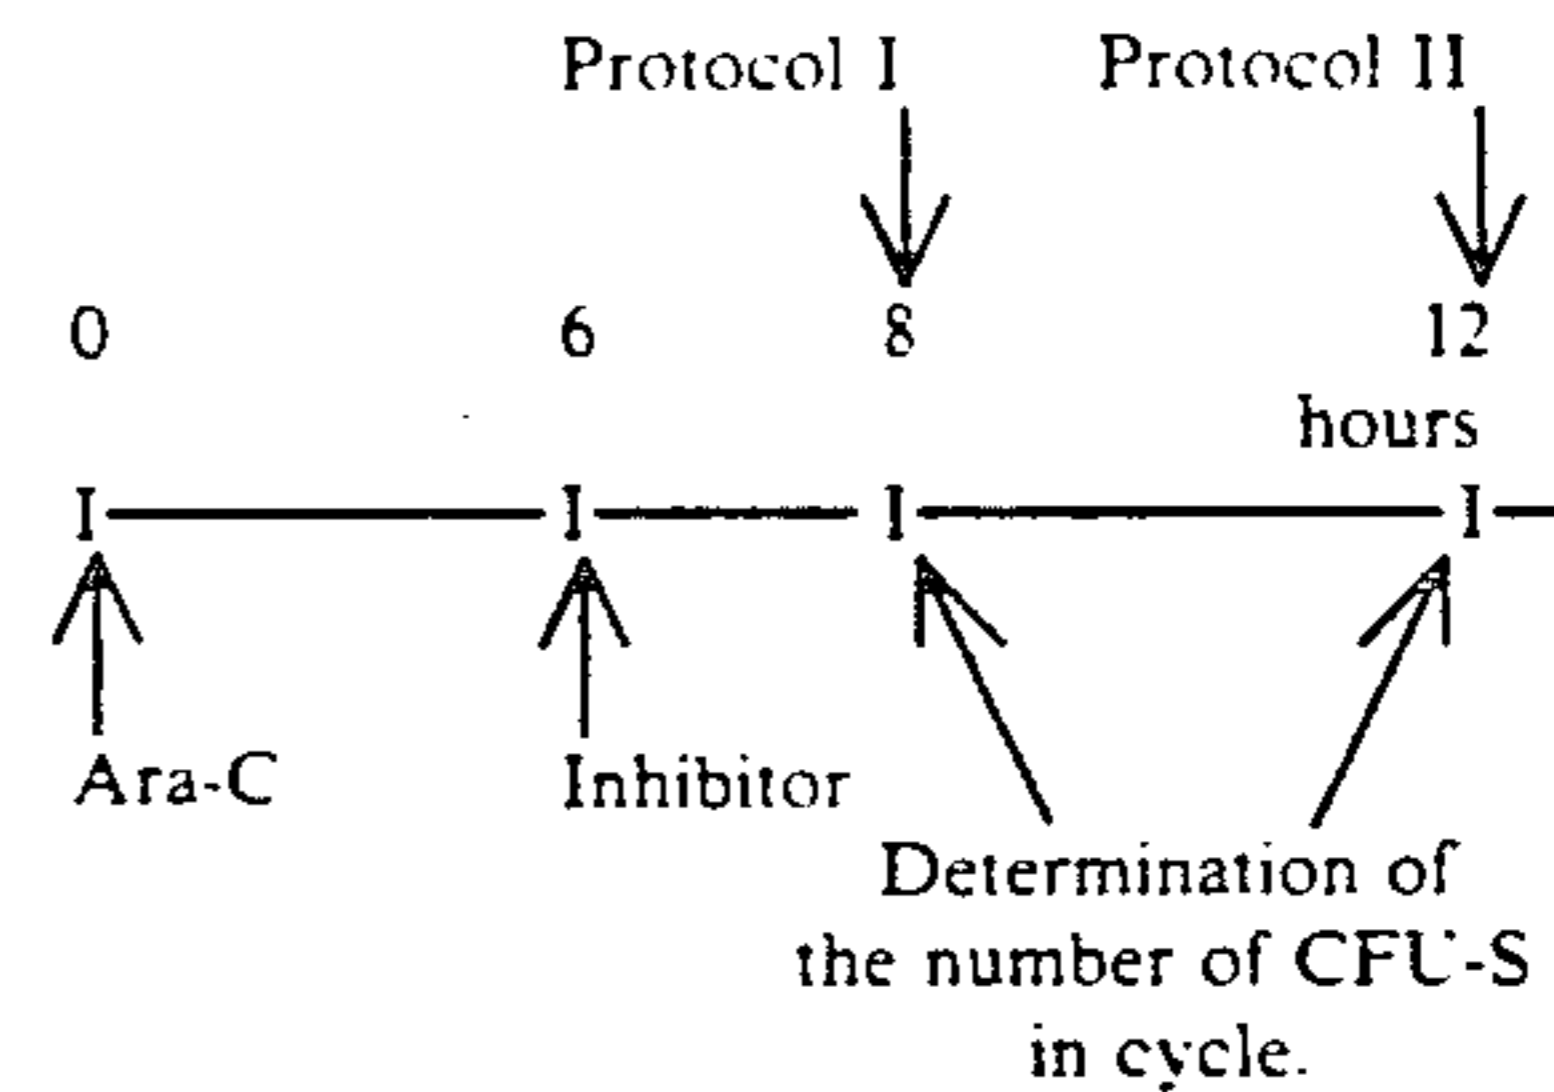 Protocol I Protocol II
0 6 8 12
hours
I I I I
Ara-C Inhibitor
Determination of
the number of CFU-S
in cycle.